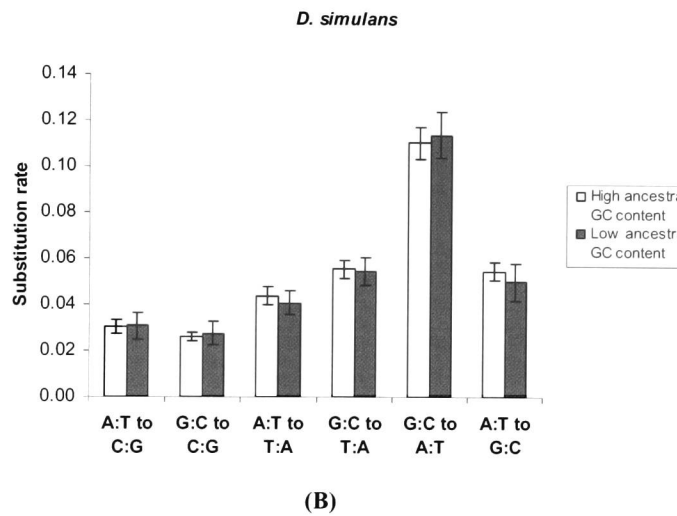 D. simulans
Substitution rate
0.14
0.12
0.10
0.08
0.06
0.04
0.02
0.00
A:T to
C:G
G:C to
C:G
A:T to
T:A
G:C to
T:A
G:C to
A:T
A:T to
G:C
High ancestra
GC content
Low ancestr
GC content
(B)